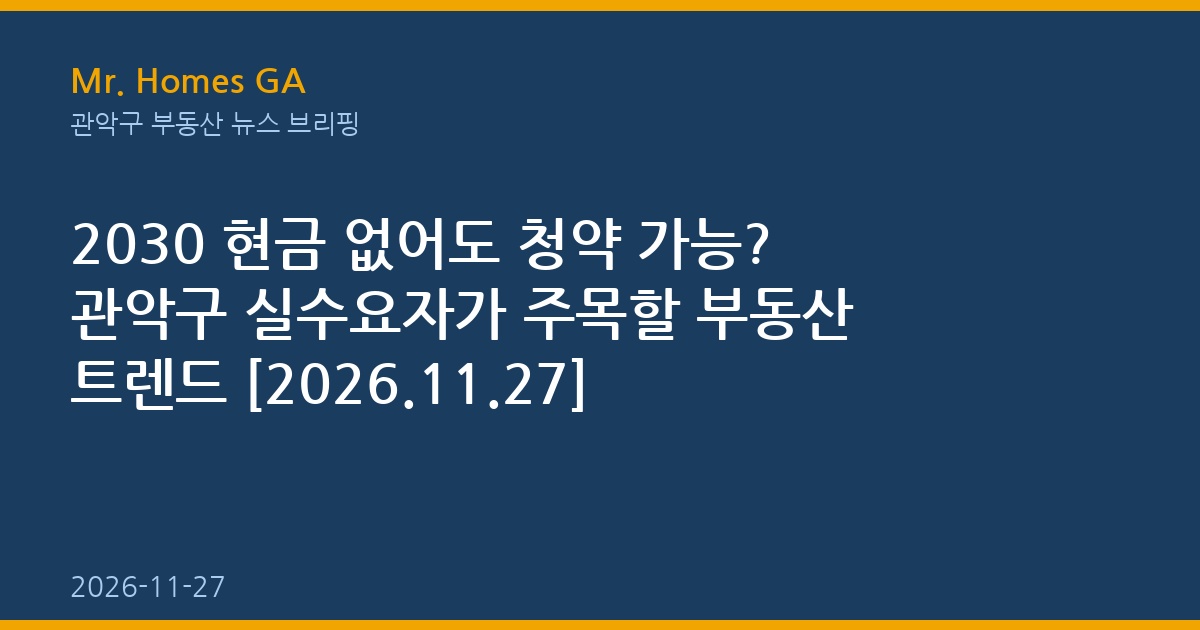 Mr. Homes GA
관악구 부동산 뉴스 브리핑
2030 현금 없어도 청약 가능?
관악구 실수요자가 주목할 부동산
트렌드 [2026.11.27]
2026-11-27